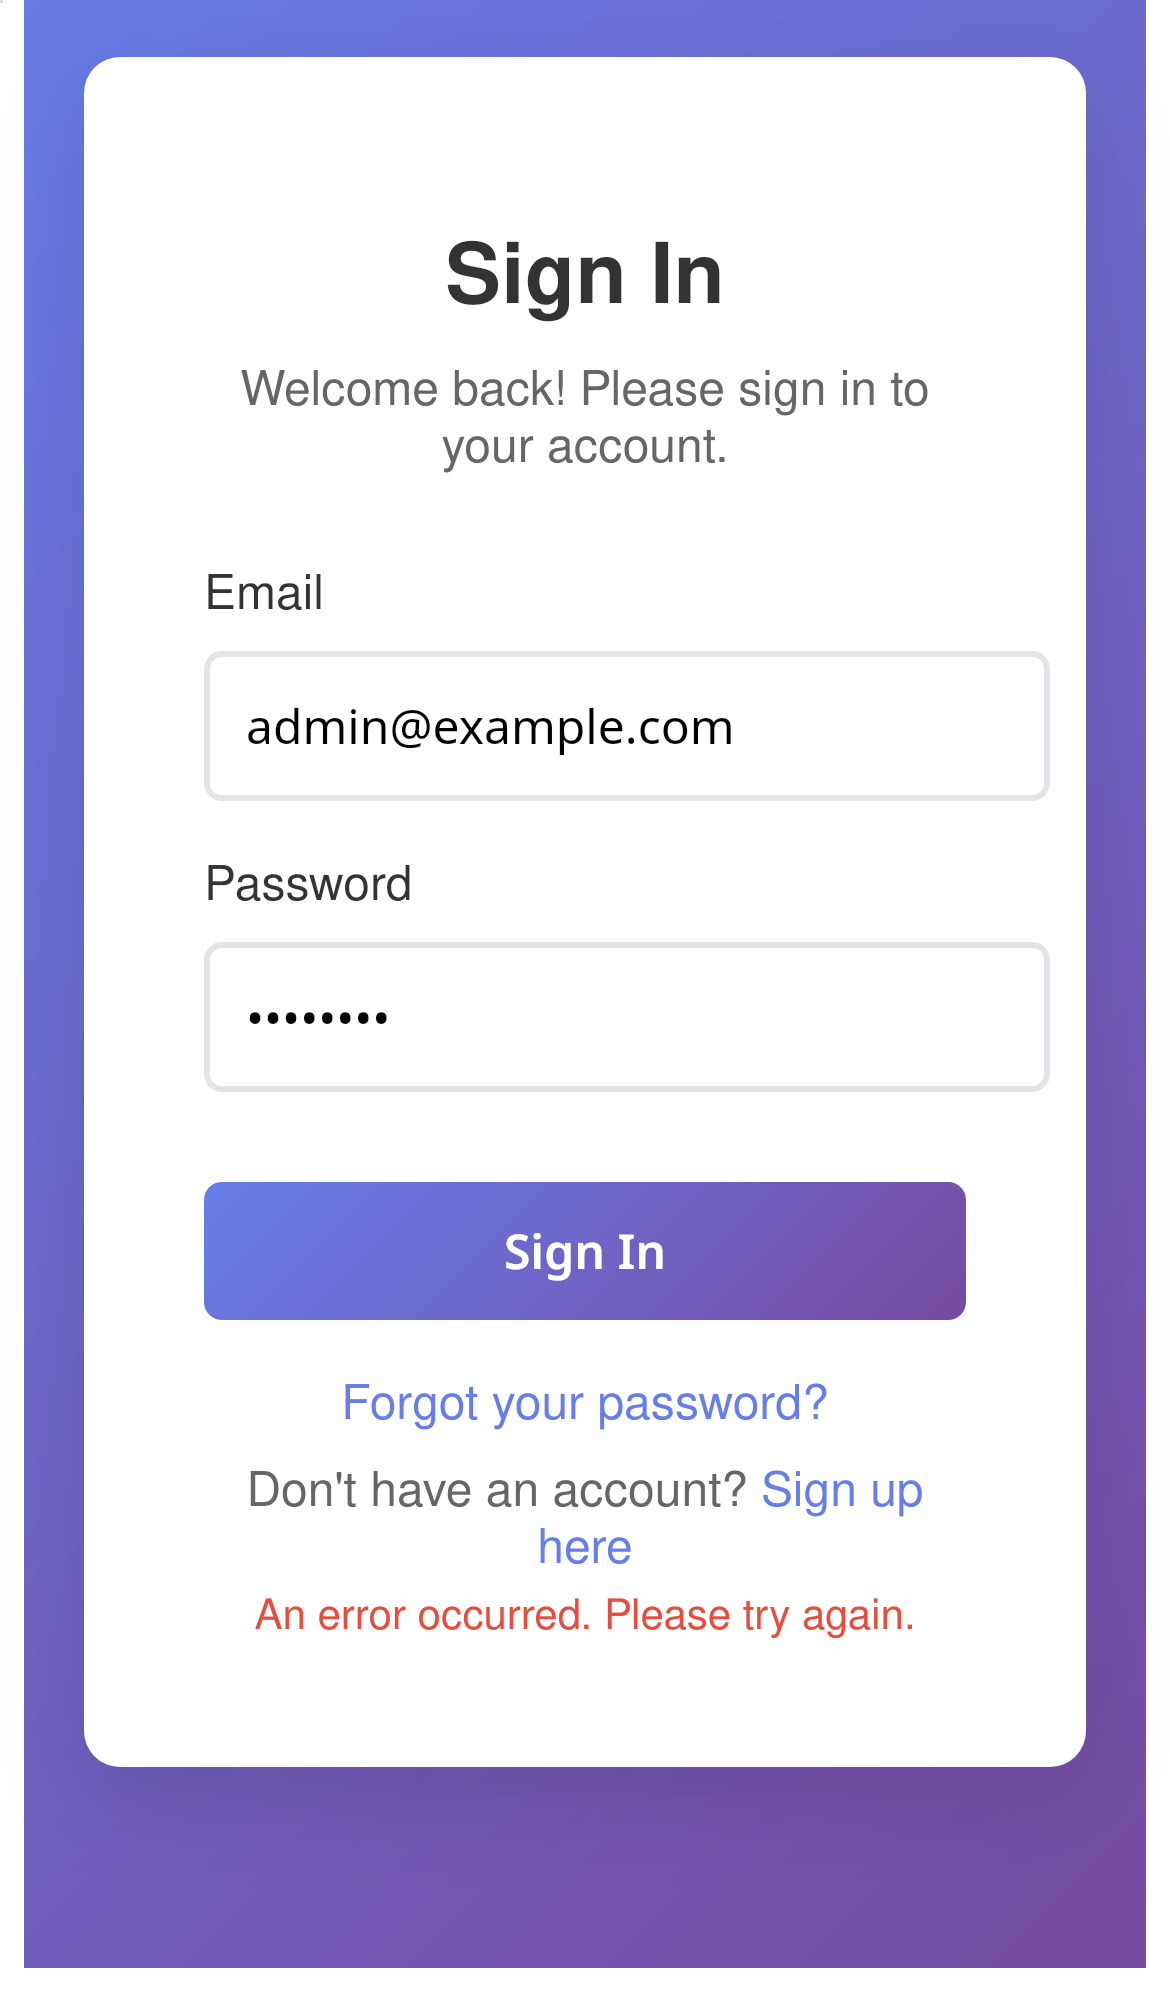 Sign In
Welcome back! Please sign in to
your account.
Email
admin@example.com
Password
••••••••
Sign In
Forgot your password?
Don't have an account? Sign up
here
An error occurred. Please try again.